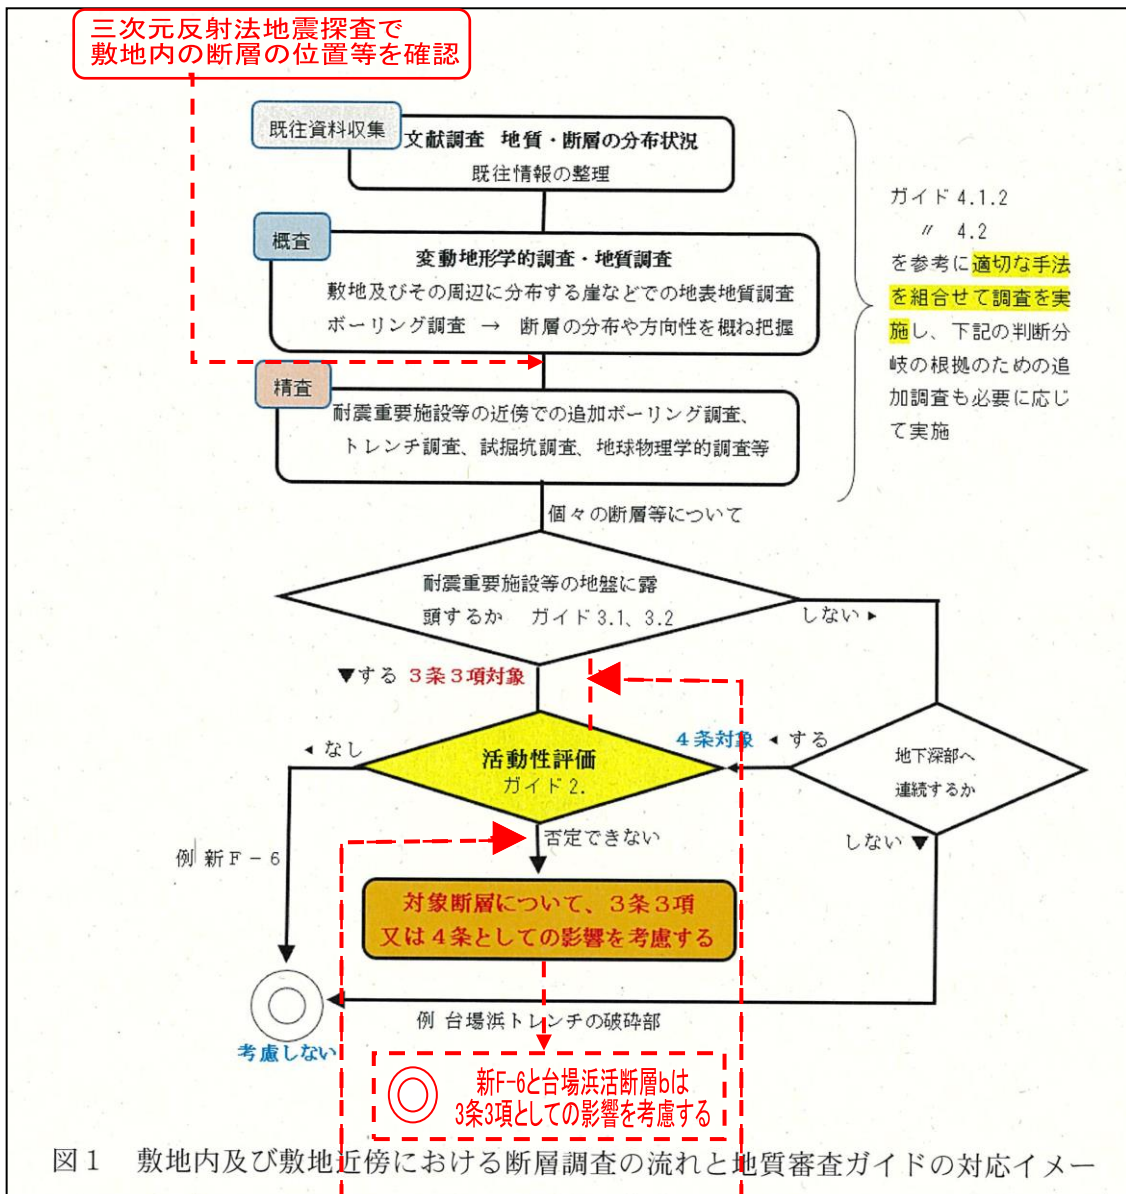 三次元反射法地震探査で
敷地内の断層の位置等を確認
既往資料収集
文献調査 地質・断層の分布状況
既往情報の整理
概査
変動地形学的調査・地質調査
敷地及びその周辺に分布する崖などでの地表地質調査
ボーリング調査 → 断層の分布や方向性を概ね把握
精査
耐震重要施設等の近傍での追加ボーリング調査、
トレンチ調査、試掘坑調査、地球物理学的調査等
ガイド 4.1.2
〃 4.2
を参考に適切な手法
を組合せて調査を実
施し、下記の判断分
岐の根拠のための追
加調査も必要に応じ
て実施
個々の断層等について
耐震重要施設等の地盤に露
頭するか ガイド 3.1、3.2
しない ▶
▼する 3条3項対象
◀ なし
活動性評価
ガイド 2.
4条対象 ◀ する
地下深部へ
連続するか
否定できない
しない ▼
例 新F-6
対象断層について、3条3項
又は4条としての影響を考慮する
例 台場浜トレンチの破砕部
考慮しない
新F-6と台場浜活断層bは
3条3項としての影響を考慮する
図1 敷地内及び敷地近傍における断層調査の流れと地質審査ガイドの対応イメー